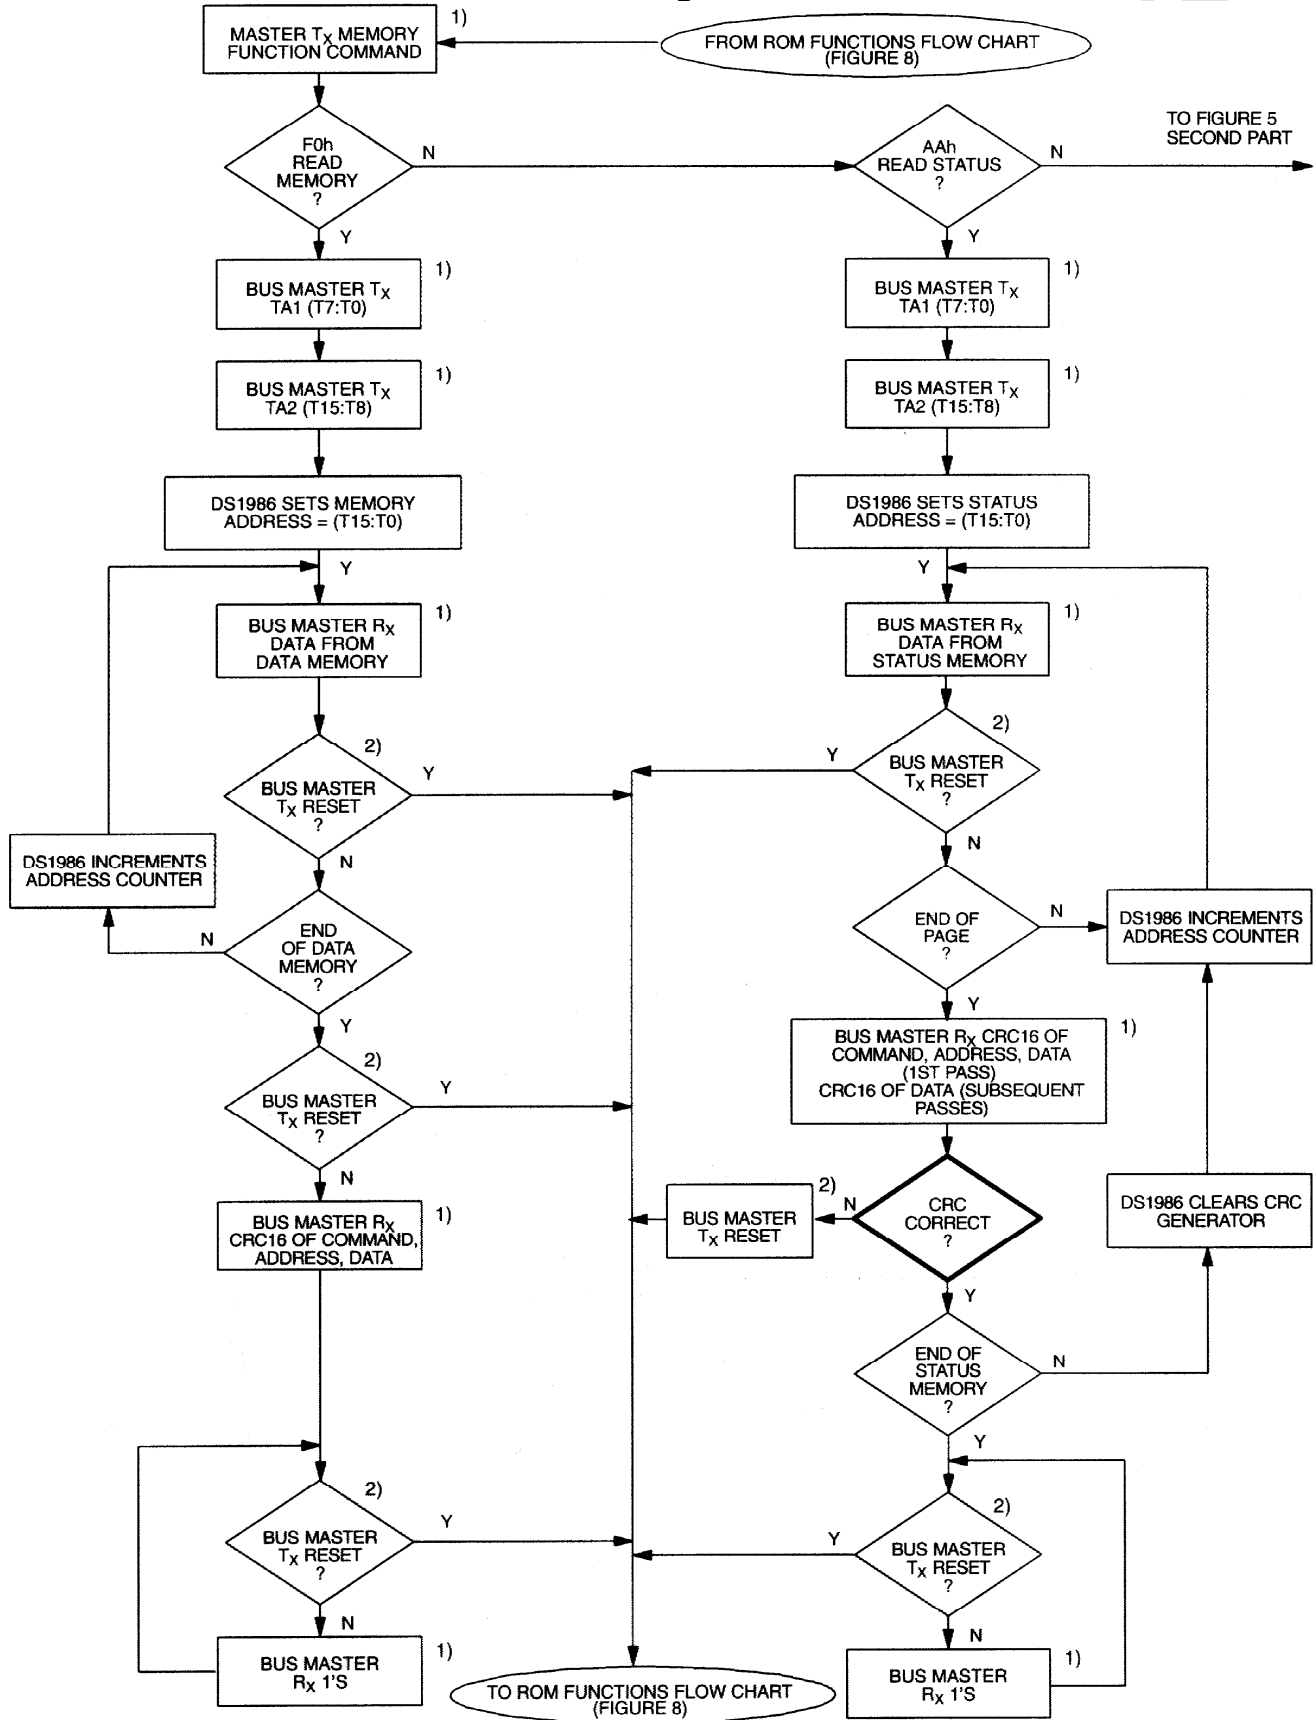 MASTER TX MEMORY
FUNCTION COMMAND
1)
FROM ROM FUNCTIONS FLOW CHART
(FIGURE 8)
F0h
READ
MEMORY
?
N
Y
AAh
READ STATUS
?
N
Y
TO FIGURE 5
SECOND PART
BUS MASTER TX
TA1 (T7:T0)
1)
BUS MASTER TX
TA1 (T7:T0)
1)
BUS MASTER TX
TA2 (T15:T8)
1)
BUS MASTER TX
TA2 (T15:T8)
1)
DS1986 SETS MEMORY
ADDRESS = (T15:T0)
DS1986 SETS STATUS
ADDRESS = (T15:T0)
Y
Y
BUS MASTER RX
DATA FROM
DATA MEMORY
1)
BUS MASTER RX
DATA FROM
STATUS MEMORY
1)
2)
BUS MASTER
TX RESET
?
Y
N
2)
BUS MASTER
TX RESET
?
Y
N
DS1986 INCREMENTS
ADDRESS COUNTER
END
OF DATA
MEMORY
?
N
Y
END OF
PAGE
?
N
Y
DS1986 INCREMENTS
ADDRESS COUNTER
2)
BUS MASTER
TX RESET
?
Y
N
BUS MASTER RX CRC16 OF
COMMAND, ADDRESS, DATA
(1ST PASS)
CRC16 OF DATA (SUBSEQUENT
PASSES)
1)
BUS MASTER RX
CRC16 OF COMMAND,
ADDRESS, DATA
1)
BUS MASTER
TX RESET
2)
CRC
CORRECT
?
N
Y
DS1986 CLEARS CRC
GENERATOR
END OF
STATUS
MEMORY
?
N
Y
2)
BUS MASTER
TX RESET
?
Y
N
2)
BUS MASTER
TX RESET
?
Y
N
BUS MASTER
RX 1'S
1)
TO ROM FUNCTIONS FLOW CHART
(FIGURE 8)
BUS MASTER
RX 1'S
1)